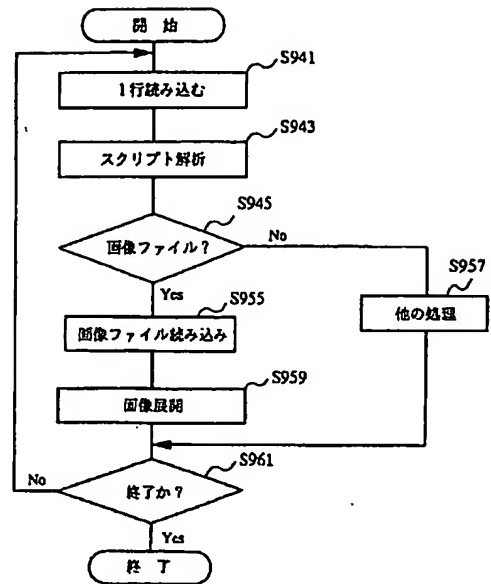 開 始
S941
1行読み込む
S943
スクリプト解析
S945
画像ファイル?
No
S957
Yes
S955
他の処理
画像ファイル読み込み
S959
画像展開
S961
No
終了か?
Yes
終 了